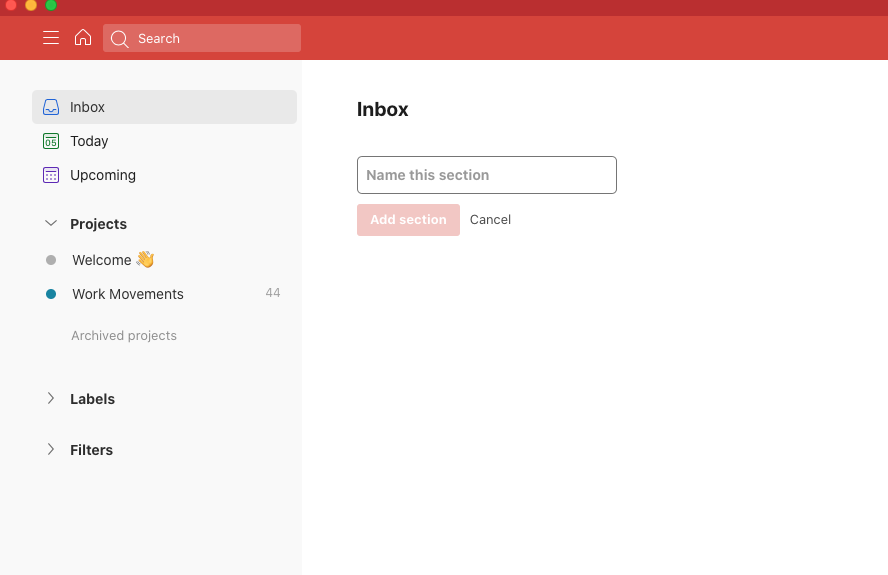 Search
Inbox
05
Today
Upcoming
Projects
Welcome 👋
Work Movements 44
Archived projects
Labels
Filters
Inbox
Name this section
Add section Cancel